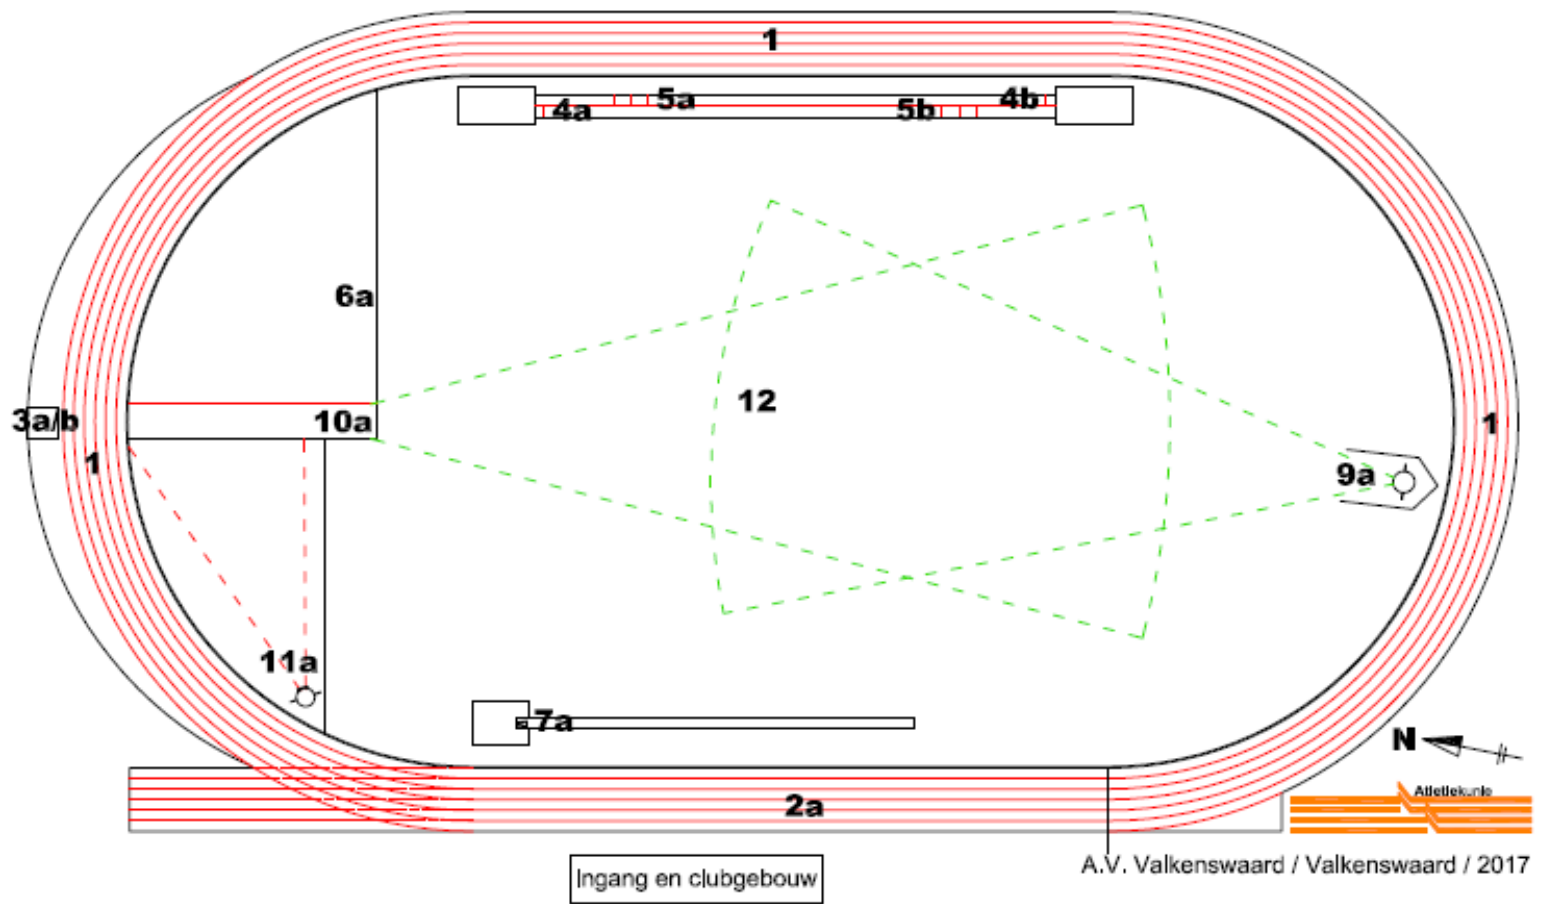 1
5a
4b
4a
5b
6a
12
10a
3a/b
1
1
9a
11a
7a
N
Atletiekunie
2a
A.V. Valkenswaard / Valkenswaard / 2017
Ingang en clubgebouw